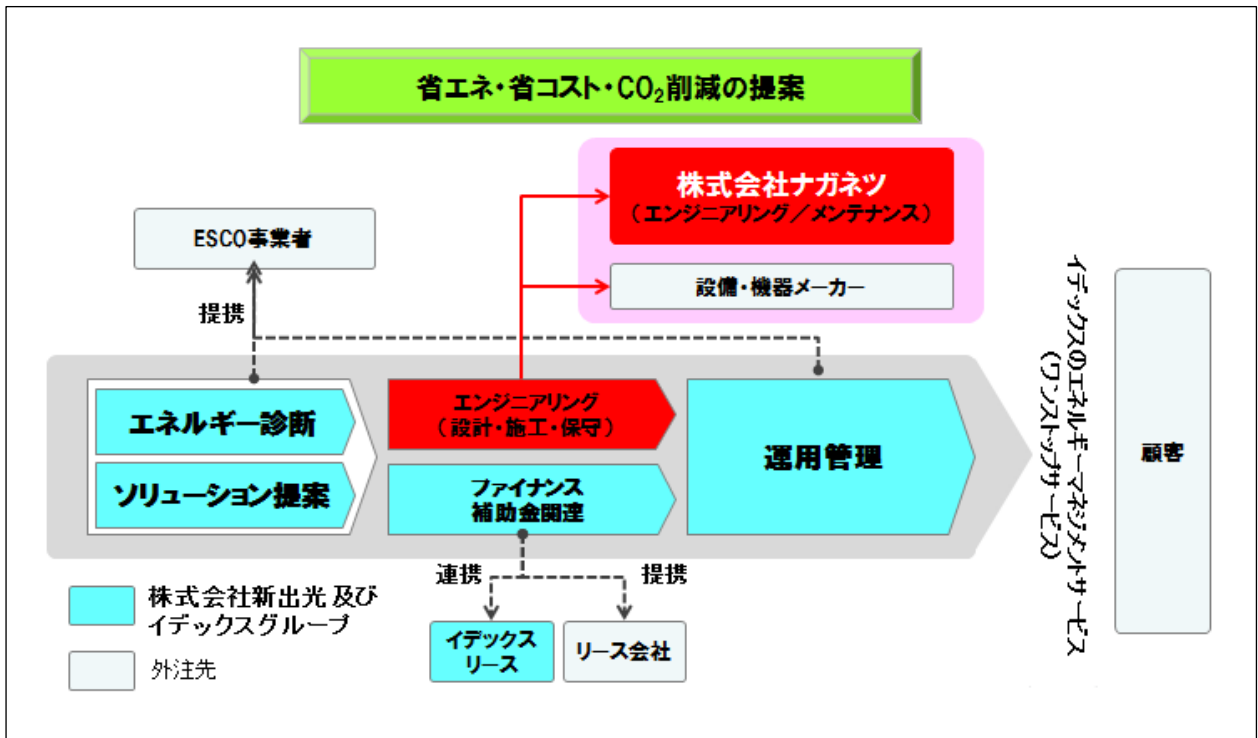 省エネ・省コスト・CO₂削減の提案
株式会社ナガネツ
（エンジニアリング／メンテナンス）
ESCO事業者
設備・機器メーカー
提携
エネルギー診断
ソリューション提案
エンジニアリング
（設計・施工・保守）
ファイナンス
補助金関連
運用管理
イデックスのエネルギーマネジメントサービス
（ワンストップサービス）
顧客
連携
提携
株式会社新出光 及び
イデックスグループ
外注先
イデックス
リース
リース会社